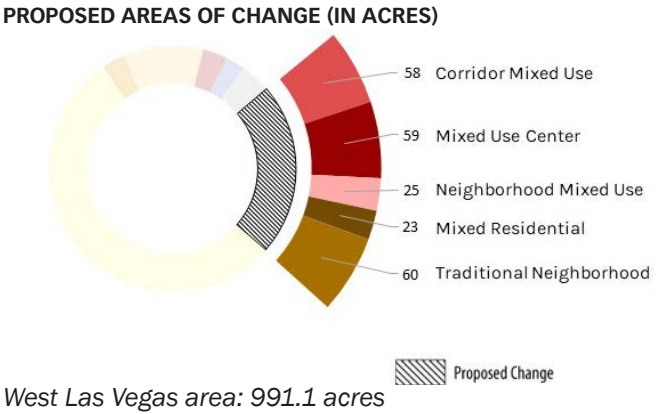 PROPOSED AREAS OF CHANGE (IN ACRES)
58 Corridor Mixed Use
59 Mixed Use Center
25 Neighborhood Mixed Use
23 Mixed Residential
60 Traditional Neighborhood
Proposed Change
West Las Vegas area: 991.1 acres